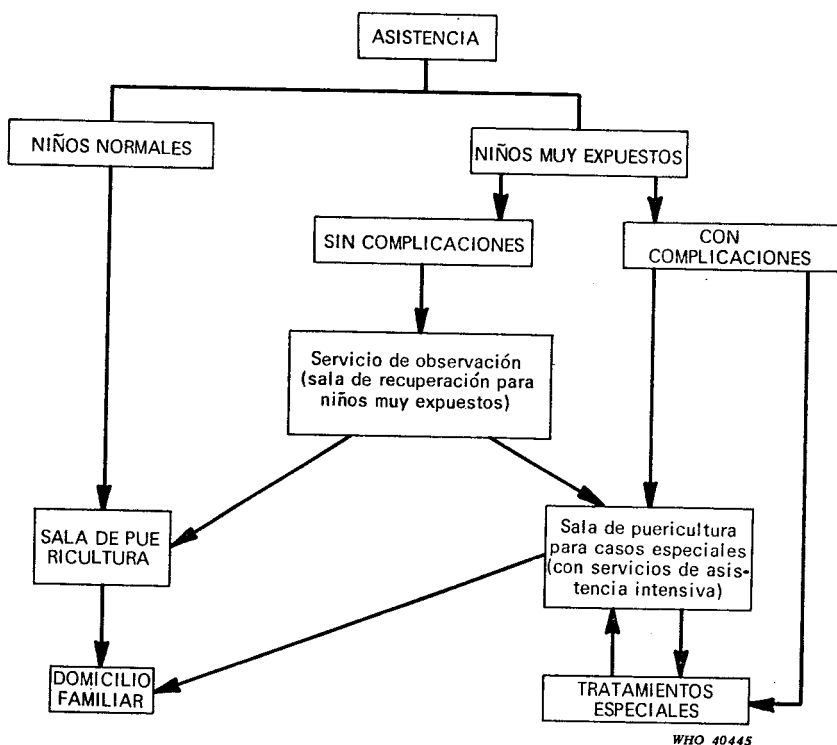 ASISTENCIA
NIÑOS NORMALES
NIÑOS MUY EXPUESTOS
SIN COMPLICACIONES
CON
COMPLICACIONES
Servicio de observación
(sala de recuperación para
niños muy expuestos)
SALA DE PUE
RICULTURA
Sala de puericultura
para casos especiales
(con servicios de asis-
tencia intensiva)
DOMICILIO
FAMILIAR
TRATAMIENTOS
ESPECIALES
WHO 40445